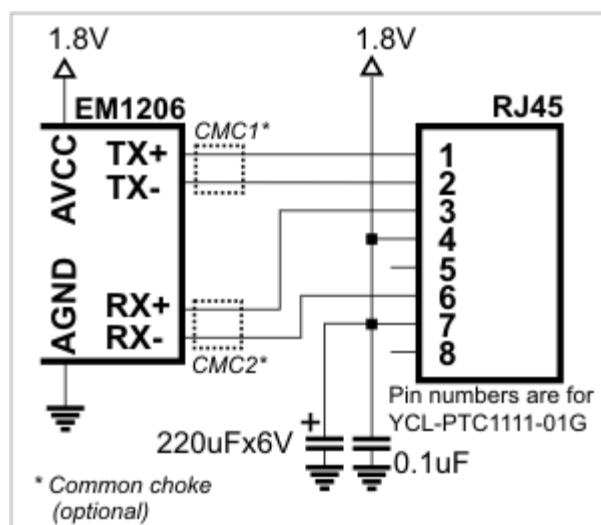 1.8V
1.8V
EM1206
RJ45
CMC1*
AVCC
TX+
TX-
AGND
RX+
RX-
CMC2*
1
2
3
4
5
6
7
8
Pin numbers are for
YCL-PTC1111-01G
+
220uFx6V
0.1uF
* Common choke
(optional)